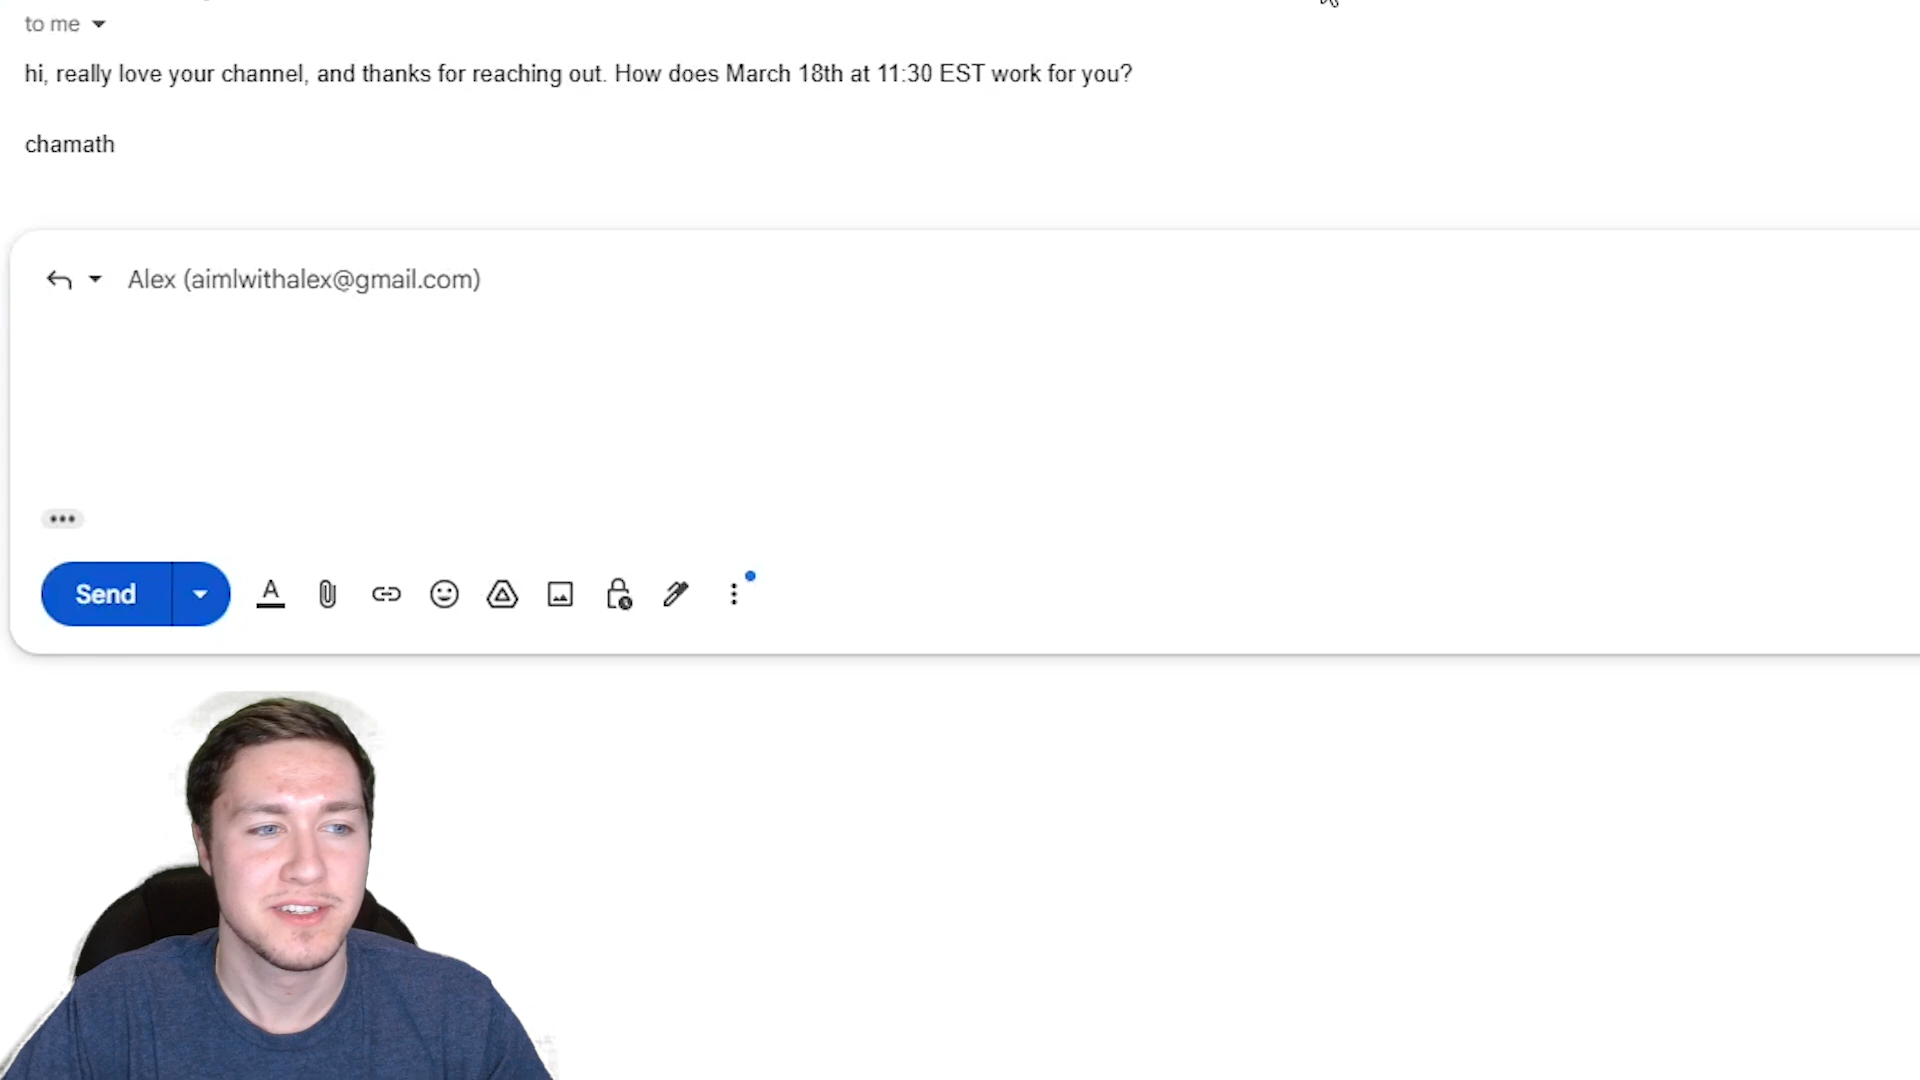 to me
hi, really love your channel, and thanks for reaching out. How does March 18th at 11:30 EST work for you?
chamath
Alex (aimlwithalex@gmail.com)
Send